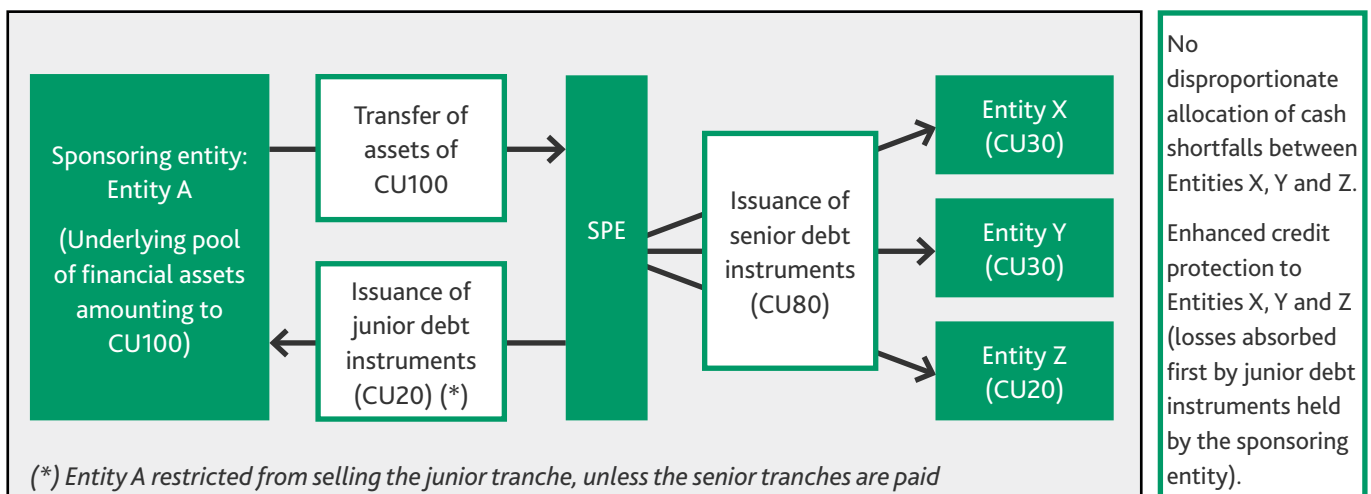 Sponsoring entity:
Entity A
(Underlying pool
of financial assets
amounting to
CU100)
Transfer of
assets of
CU100
Issuance of
junior debt
instruments
(CU20) (*)
SPE
Issuance of
senior debt
instruments
(CU80)
Entity X
(CU30)
Entity Y
(CU30)
Entity Z
(CU20)
(*) Entity A restricted from selling the junior tranche, unless the senior tranches are paid
No
disproportionate
allocation of cash
shortfalls between
Entities X, Y and Z.
Enhanced credit
protection to
Entities X, Y and Z
(losses absorbed
first by junior debt
instruments held
by the sponsoring
entity).